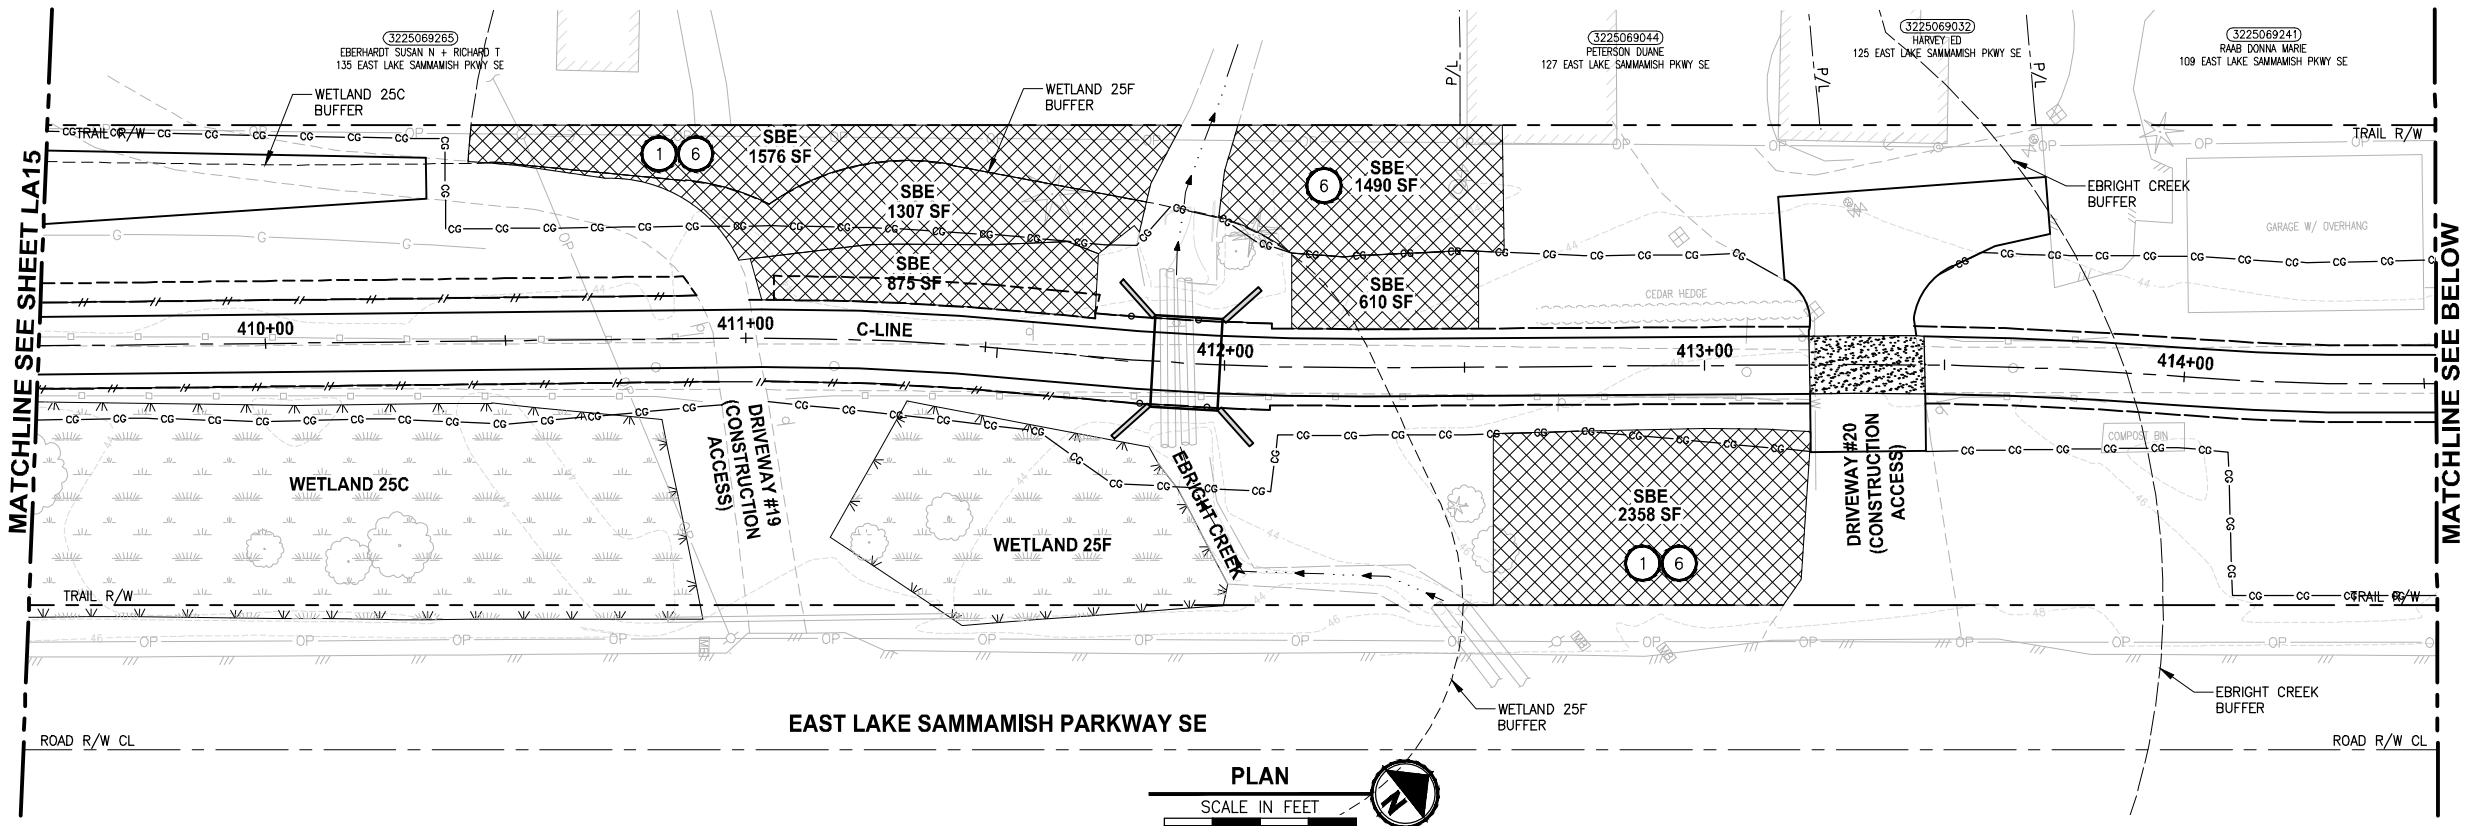 3225069265
EBERHARDT SUSAN N + RICHARD T
135 EAST LAKE SAMMAMISH PKWY SE
3225069044
PETERSON DUANE
127 EAST LAKE SAMMAMISH PKWY SE
3225069032
HARVEY ED
125 EAST LAKE SAMMAMISH PKWY SE
3225069241
RAAB DONNA MARIE
109 EAST LAKE SAMMAMISH PKWY SE
P/L
P/L
P/L
WETLAND 25C
BUFFER
WETLAND 25F
BUFFER
TRAIL R/W
TRAIL R/W
1
6
SBE
1576 SF
SBE
1307 SF
SBE
875 SF
6
SBE
1490 SF
SBE
610 SF
EBRIGHT CREEK
BUFFER
GARAGE W/ OVERHANG
CEDAR HEDGE
MATCHLINE SEE SHEET LA15
MATCHLINE SEE BELOW
410+00
411+00
C-LINE
412+00
413+00
414+00
DRIVEWAY #19
(CONSTRUCTION
ACCESS)
DRIVEWAY #20
(CONSTRUCTION
ACCESS)
COMPOST BIN
WETLAND 25C
WETLAND 25F
EBRIGHT CREEK
SBE
2358 SF
1
6
TRAIL R/W
TRAIL R/W
EBRIGHT CREEK
BUFFER
WETLAND 25F
BUFFER
EAST LAKE SAMMAMISH PARKWAY SE
ROAD R/W CL
ROAD R/W CL
PLAN
N
SCALE IN FEET